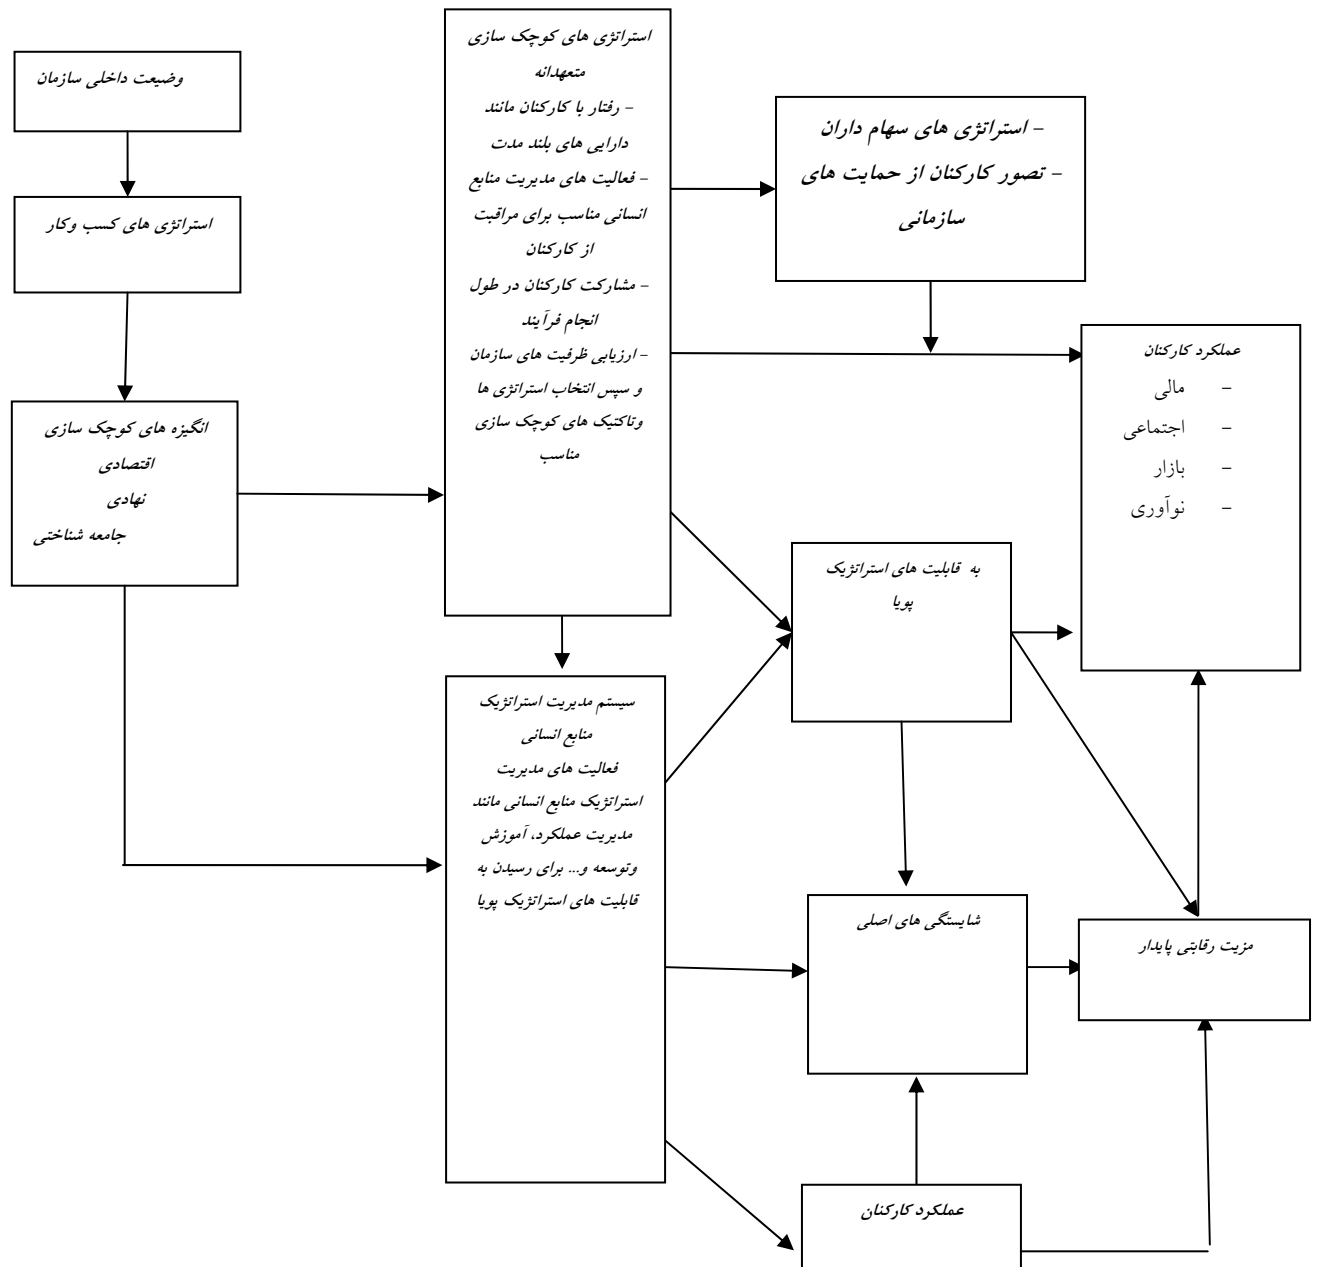 وضیعت داخلی سازمان
استراتژی های کسب وکار
انگیزه های کوچک سازی
اقتصادی
نهادی
جامعه شناختی
استراتژی های کوچک سازی
متعهدانه
- رفتار با کارکنان مانند
دارایی های بلند مدت
- فعالیت های مدیریت منابع
انسانی مناسب برای مراقبت
از کارکنان
- مشارکت کارکنان در طول
انجام فرآیند
- ارزیابی ظرفیت های سازمان
و سپس انتخاب استراتژی ها
وتاکتیک های کوچک سازی
مناسب
سیستم مدیریت استراتژیک
منابع انسانی
فعالیت های مدیریت
استراتژیک منابع انسانی مانند
مدیریت عملکرد، آموزش
وتوسعه و... برای رسیدن به
قابلیت های استراتژیک پویا
- استراتژی های سهام داران
- تصور کارکنان از حمایت های
سازمانی
به قابلیت های استراتژیک
پویا
شایستگی های اصلی
عملکرد کارکنان
عملکرد کارکنان
- مالی
- اجتماعی
- بازار
- نوآوری
مزیت رقابتی پایدار